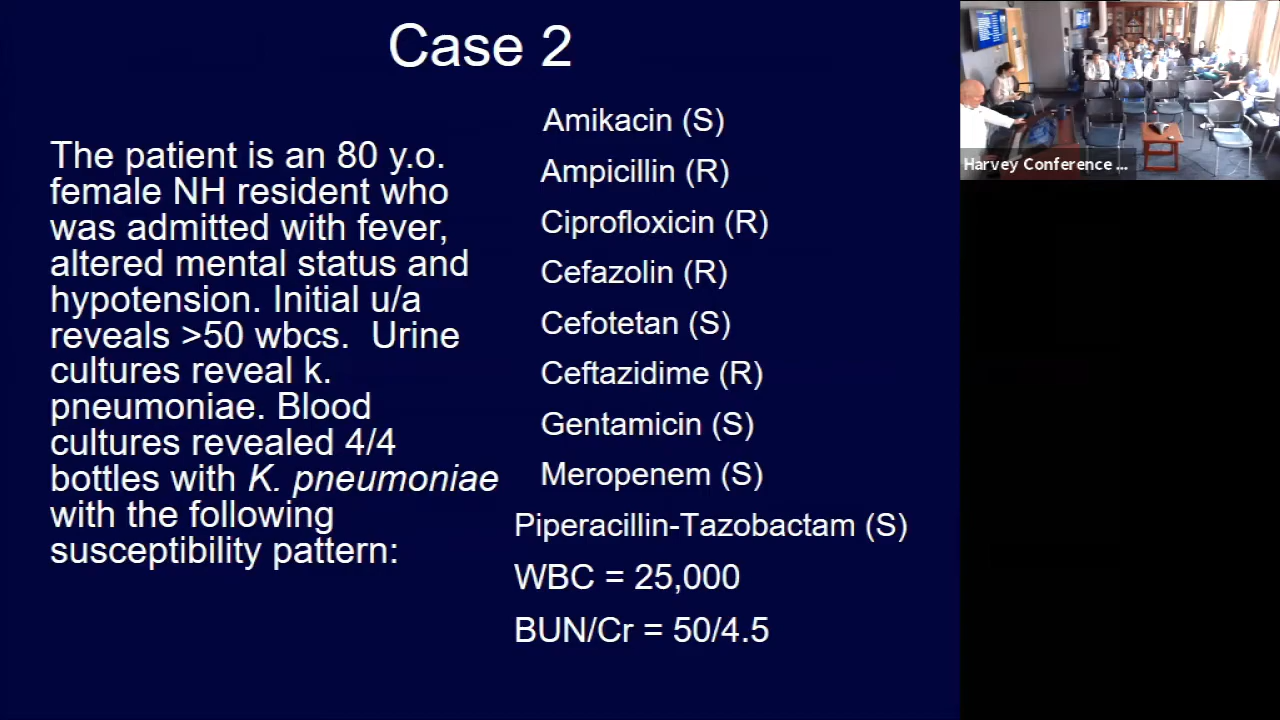 Case 2
The patient is an 80 y.o.
female NH resident who
was admitted with fever,
altered mental status and
hypotension. Initial u/a
reveals >50 wbcs.  Urine
cultures reveal k.
pneumoniae. Blood
cultures revealed 4/4
bottles with K. pneumoniae
with the following
susceptibility pattern:
Amikacin (S)
Ampicillin (R)
Ciprofloxicin (R)
Cefazolin (R)
Cefotetan (S)
Ceftazidime (R)
Gentamicin (S)
Meropenem (S)
Piperacillin-Tazobactam (S)
WBC = 25,000
BUN/Cr = 50/4.5
Harvey Conference ...